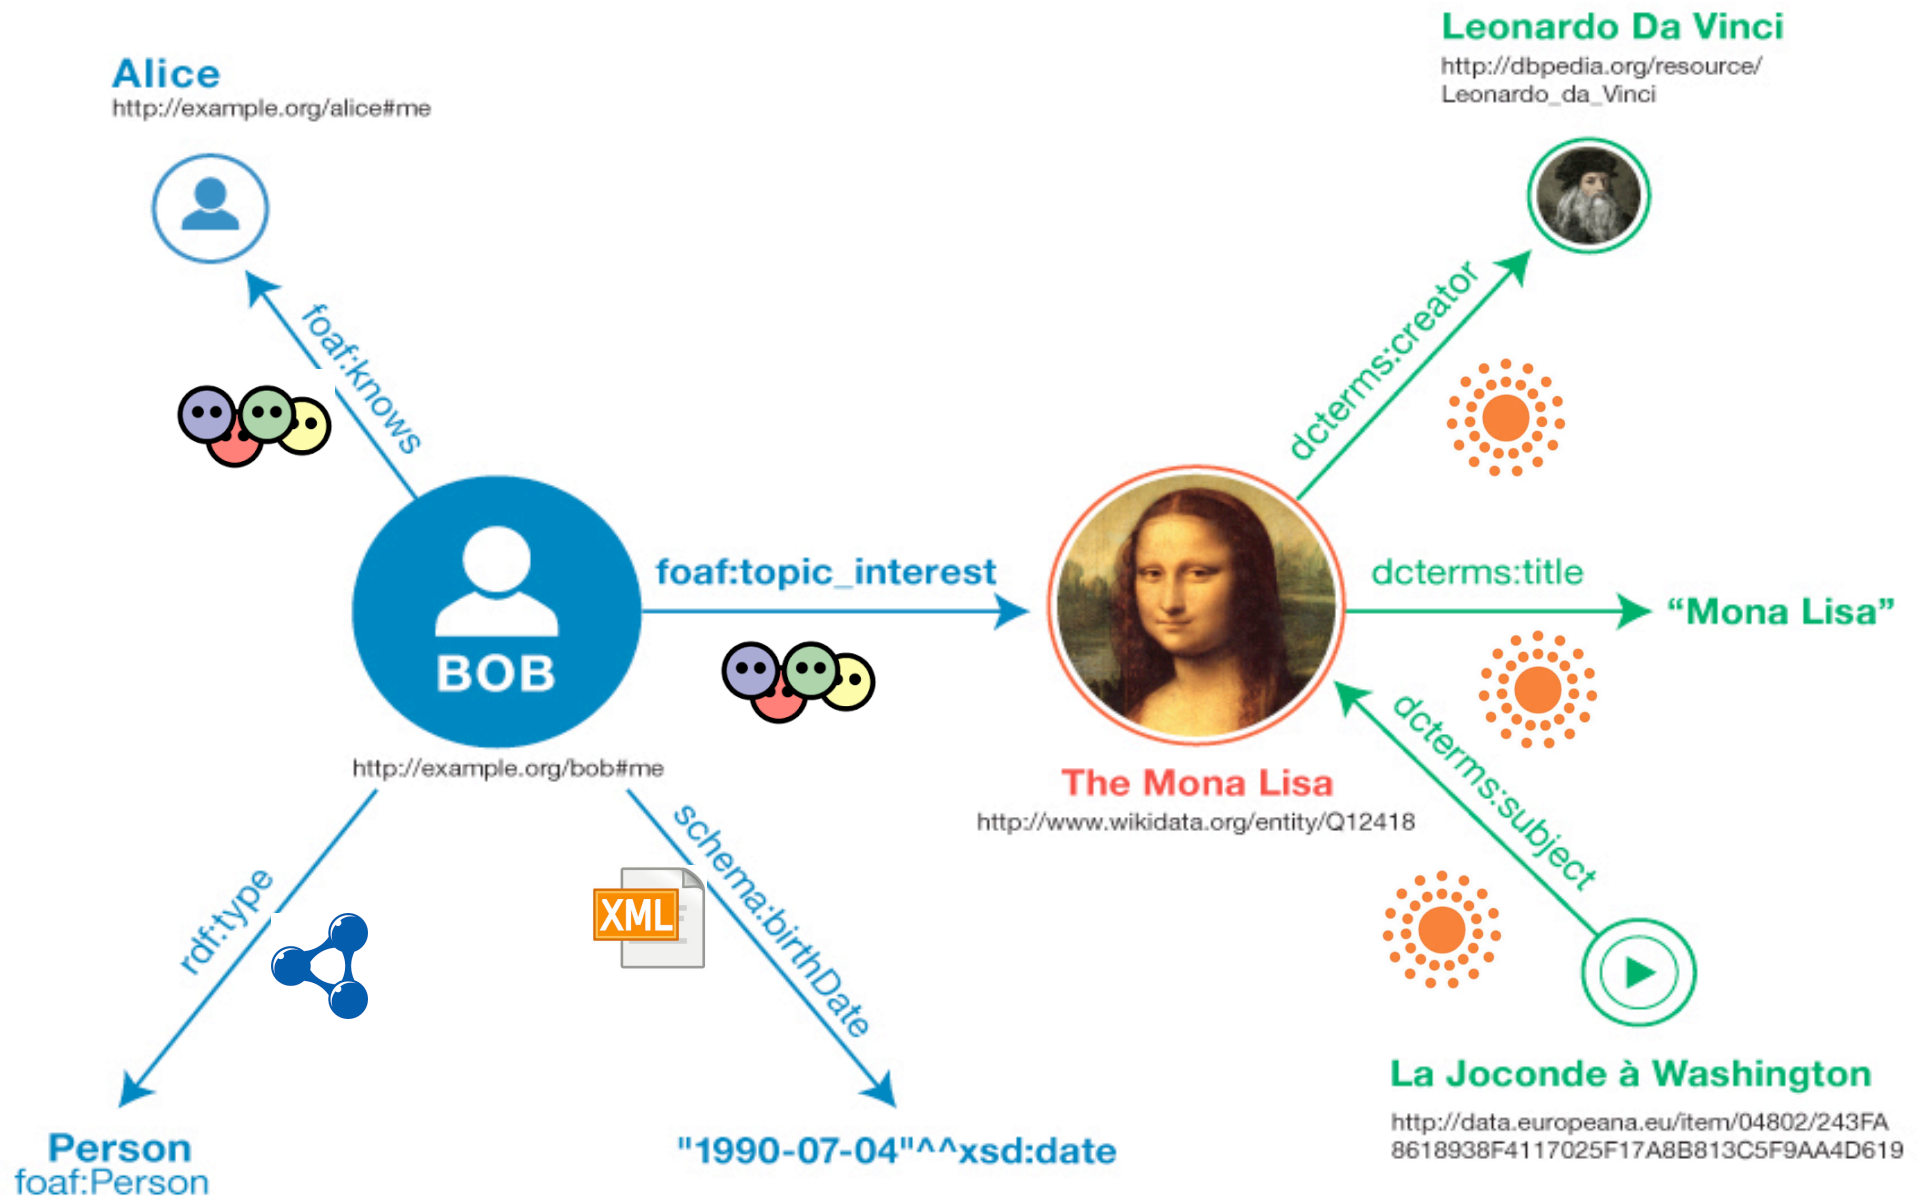 Leonardo Da Vinci
http://dbpedia.org/resource/
Leonardo_da_Vinci
Alice
http://example.org/alice#me
foaf:knows
dcterms:creator
foaf:topic_interest
dcterms:title
“Mona Lisa”
BOB
http://example.org/bob#me
The Mona Lisa
http://www.wikidata.org/entity/Q12418
dcterms:subject
rdf:type
XML
schema:birthDate
La Joconde à Washington
http://data.europeana.eu/item/04802/243FA
8618938F4117025F17A8B813C5F9AA4D619
Person
foaf:Person
"1990-07-04"^^xsd:date